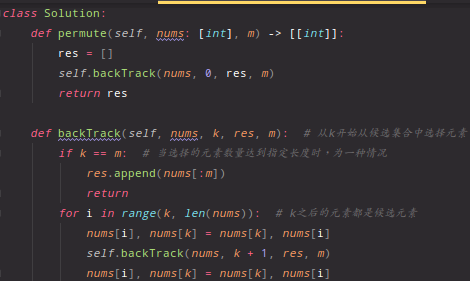 class Solution:
    def permute(self, nums: [int], m) -> [[int]]:
        res = []
        self.backTrack(nums, 0, res, m)
        return res

    def backTrack(self, nums, k, res, m):  # 从k开始从候选集合中选择元素
        if k == m:  # 当选择的元素数量达到指定长度时，为一种情况
            res.append(nums[:m])
            return
        for i in range(k, len(nums)):  # k之后的元素都是候选元素
            nums[i], nums[k] = nums[k], nums[i]
            self.backTrack(nums, k + 1, res, m)
            nums[i], nums[k] = nums[k], nums[i]